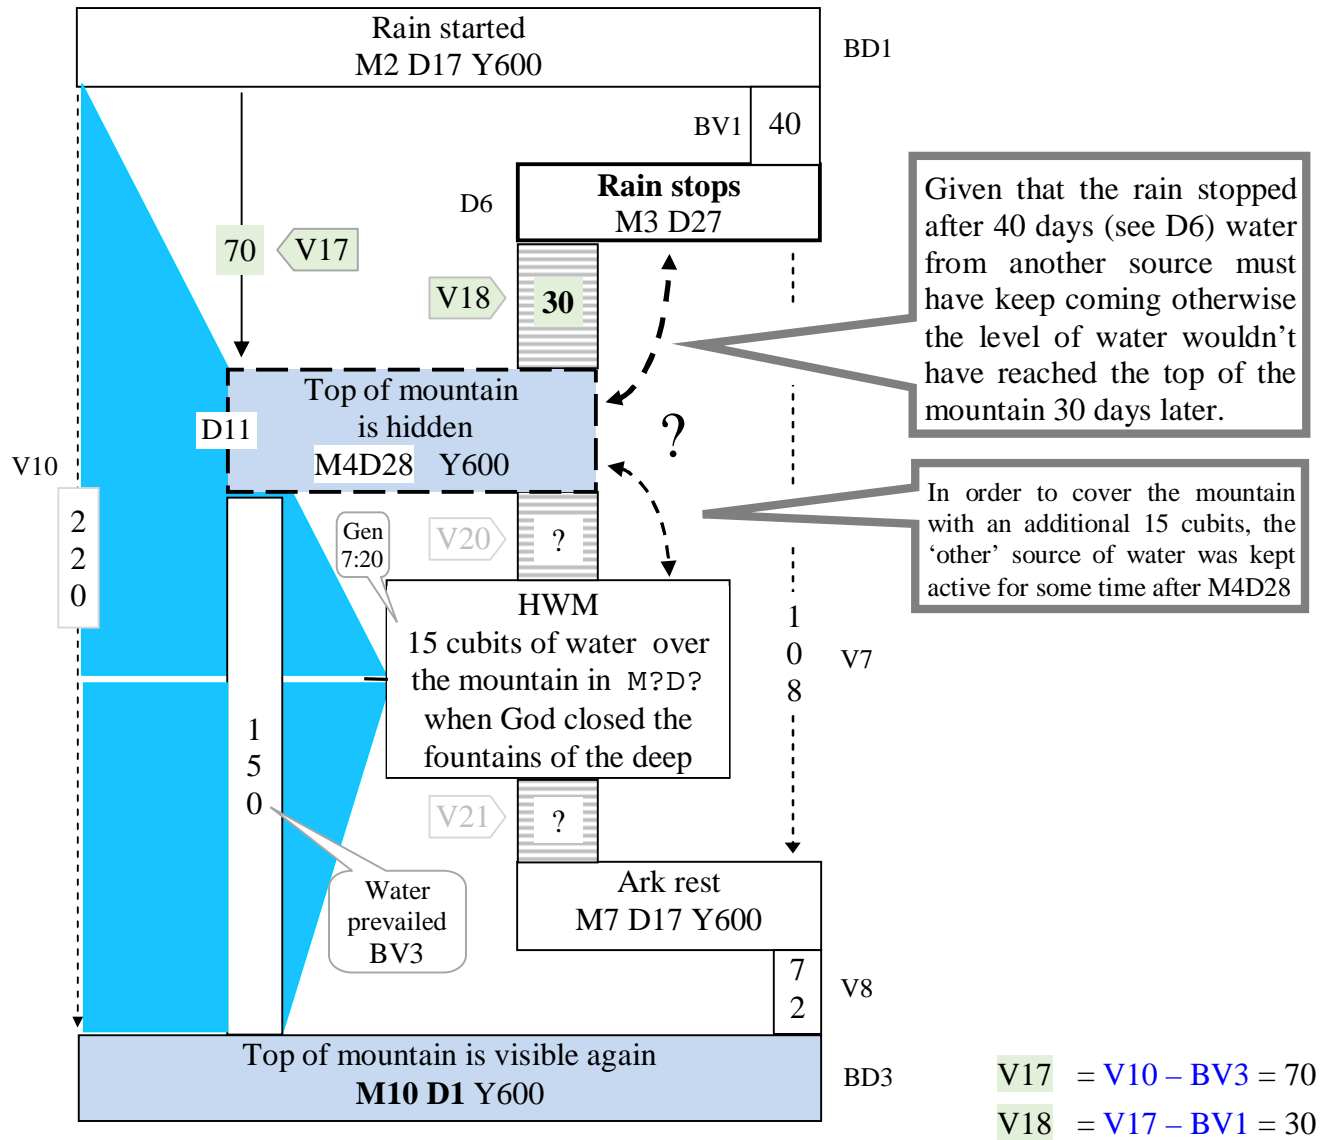 Rain started
M2 D17 Y600
BD1
BV1
40
Rain stops
M3 D27
D6
70
V17
V18
30
Given that the rain stopped
after 40 days (see D6) water
from another source must
have keep coming otherwise
the level of water wouldn't
have reached the top of the
mountain 30 days later.
Top of mountain
is hidden
M4D28 Y600
D11
?
V10
2
2
0
In order to cover the mountain
with an additional 15 cubits, the
‘other’ source of water was kept
active for some time after M4D28
Gen
7:20
V20
?
HWM
15 cubits of water over
the mountain in M?D?
when God closed the
fountains of the deep
1
0
8
V7
1
5
0
V21
?
Water
prevailed
BV3
Ark rest
M7 D17 Y600
7
2
V8
Top of mountain is visible again
M10 D1 Y600
BD3
V17 = V10 – BV3 = 70
V18 = V17 – BV1 = 30